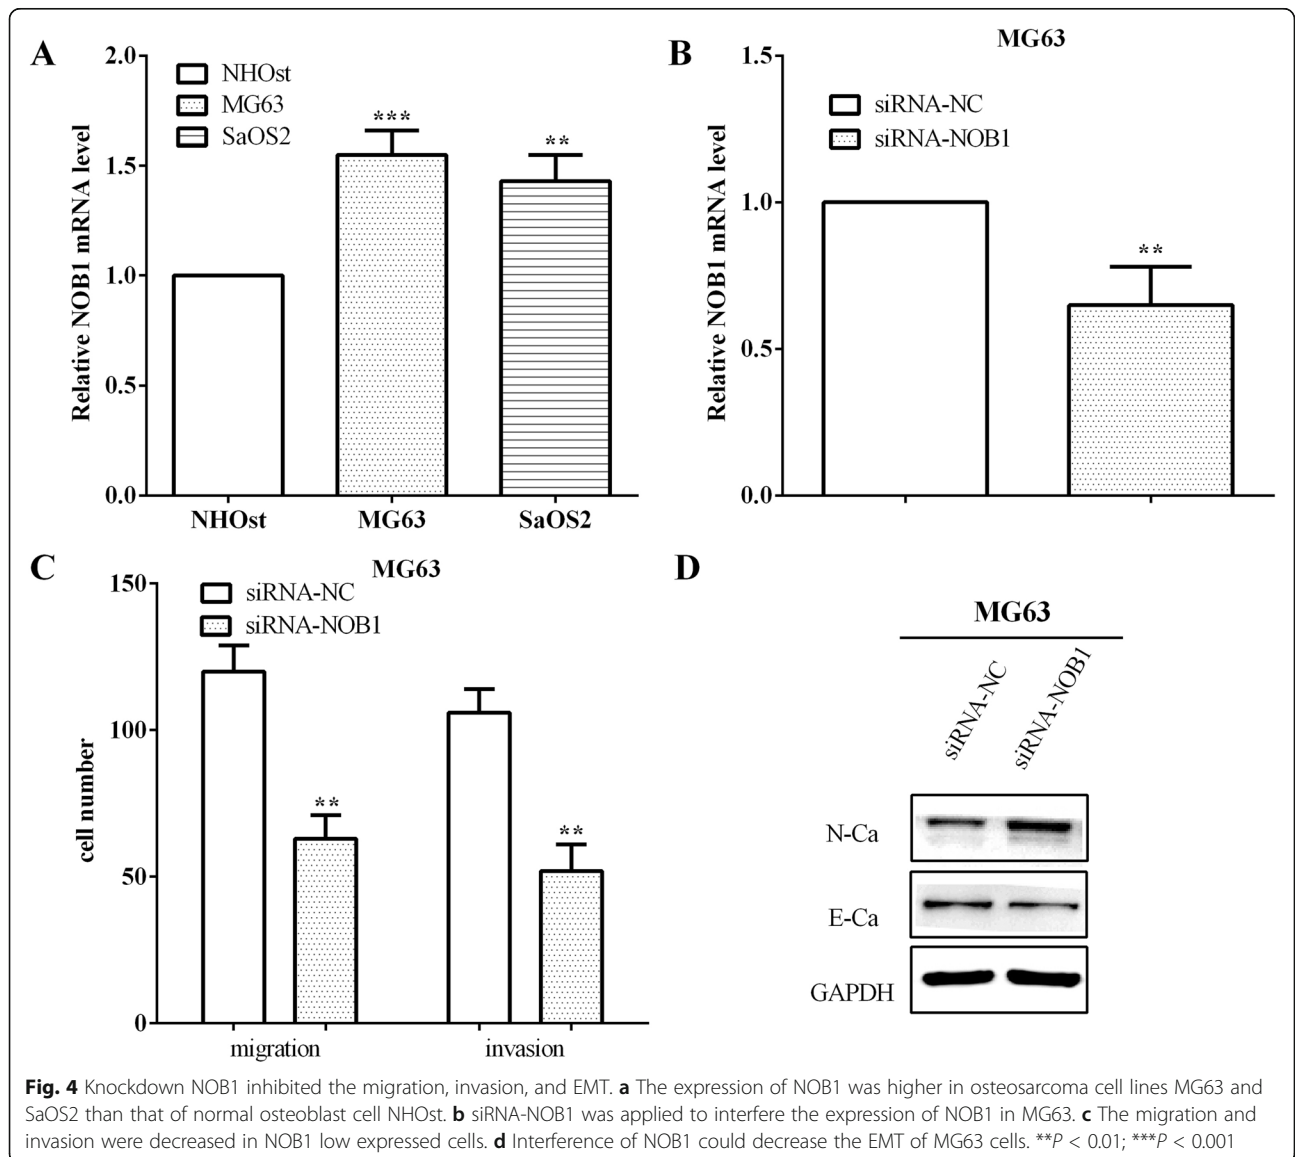 A
2.0
1.5
1.0
0.5
0.0
Relative NOB1 mRNA level
NHOst
MG63
SaOS2
***
**
NHOst MG63 SaOS2
B
MG63
1.5
1.0
0.5
0.0
Relative NOB1 mRNA level
siRNA-NC
siRNA-NOB1
**
C
MG63
150
100
50
0
cell number
siRNA-NC
siRNA-NOB1
**
**
migration invasion
D
MG63
siRNA-NC
siRNA-NOB1
N-Ca
E-Ca
GAPDH
Fig. 4 Knockdown NOB1 inhibited the migration, invasion, and EMT. a The expression of NOB1 was higher in osteosarcoma cell lines MG63 and
SaOS2 than that of normal osteoblast cell NHOst. b siRNA-NOB1 was applied to interfere the expression of NOB1 in MG63. c The migration and
invasion were decreased in NOB1 low expressed cells. d Interference of NOB1 could decrease the EMT of MG63 cells. **P < 0.01; ***P < 0.001